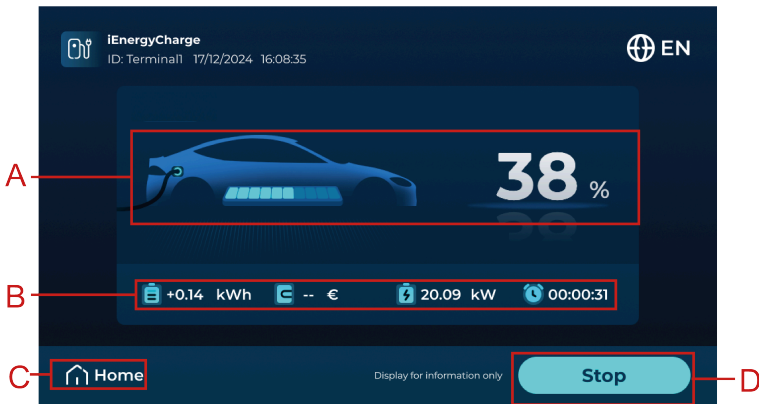 iEnergyCharge
ID: Terminal1 17/12/2024 16:08:35
EN
A
38 %
B
+0.14 kWh -- € 20.09 kW 00:00:31
C
Home
Display for information only
Stop
D